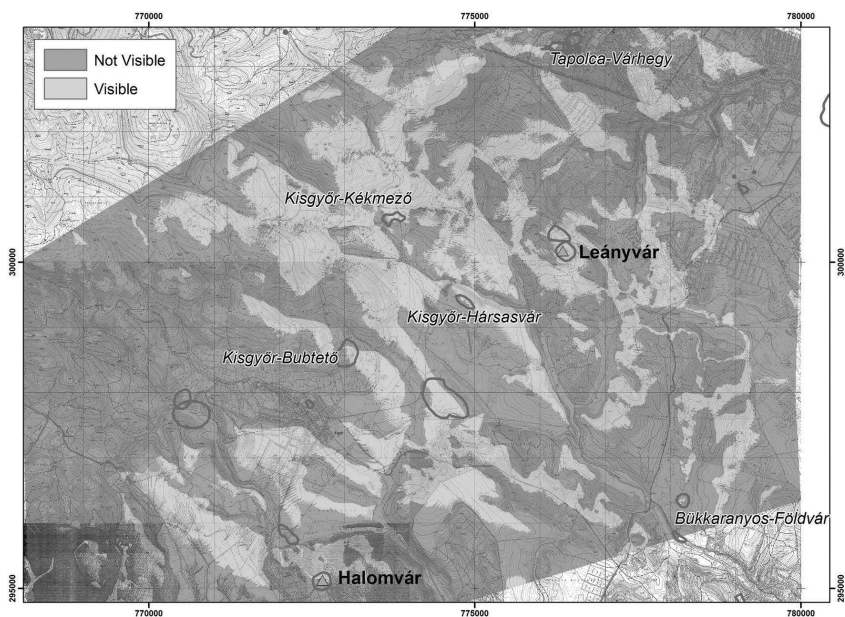 770000
775000
780000
Not Visible
Visible
Tapolca-Várhegy
Kisgyőr-Kékmező
Leányvár
300000
300000
Kisgyőr-Hársasvár
Kisgyőr-Bubtető
Bükkaranyos-Földvár
Halomvár
295000
295000
770000
775000
780000